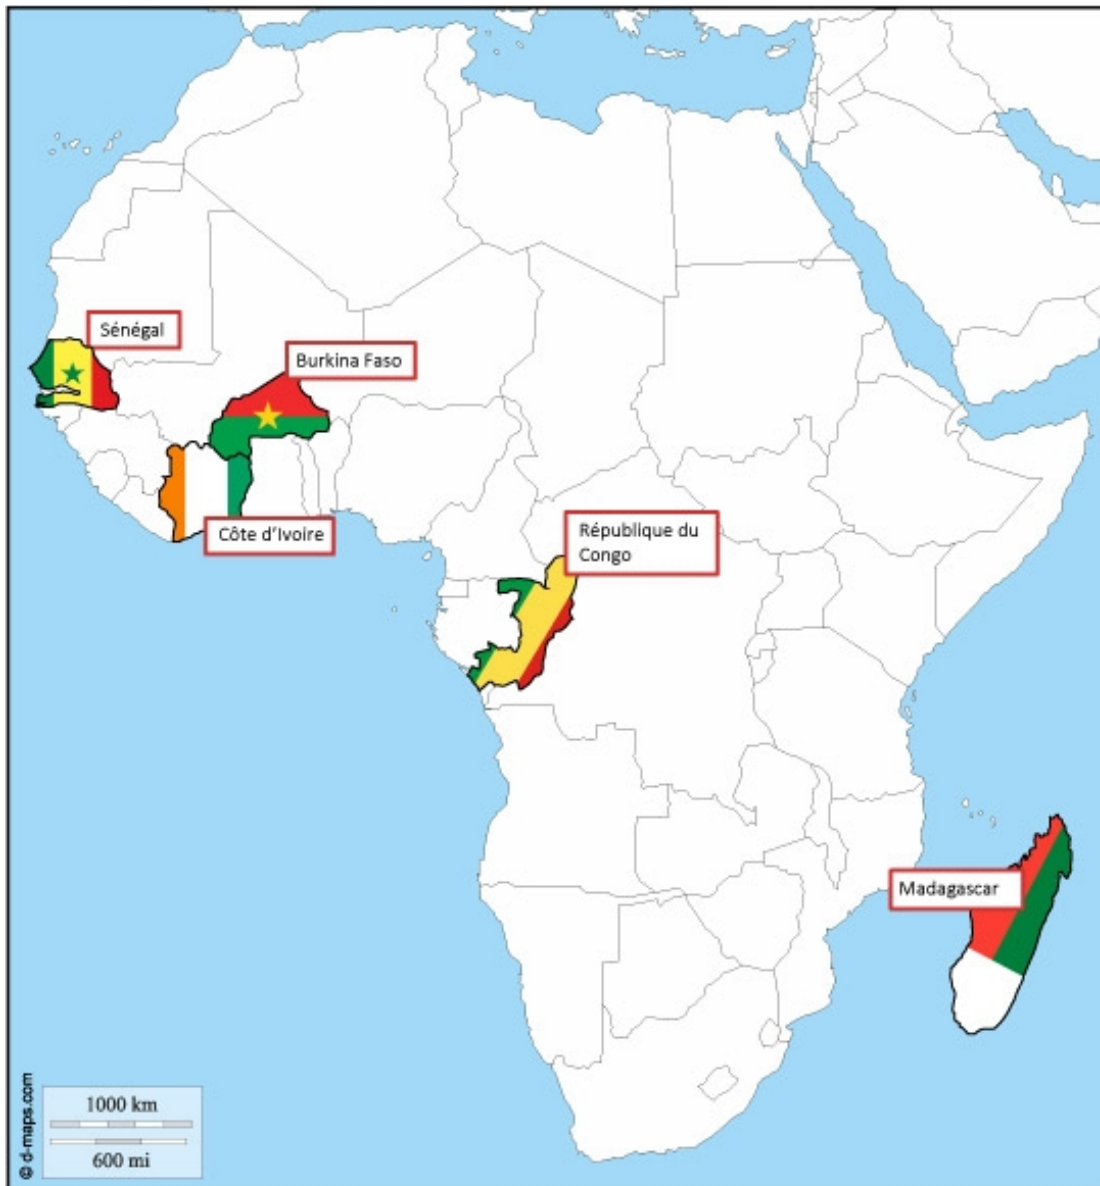 Sénégal
Burkina Faso
Côte d'Ivoire
République du
Congo
Madagascar
© d-maps.com
1000 km
600 mi